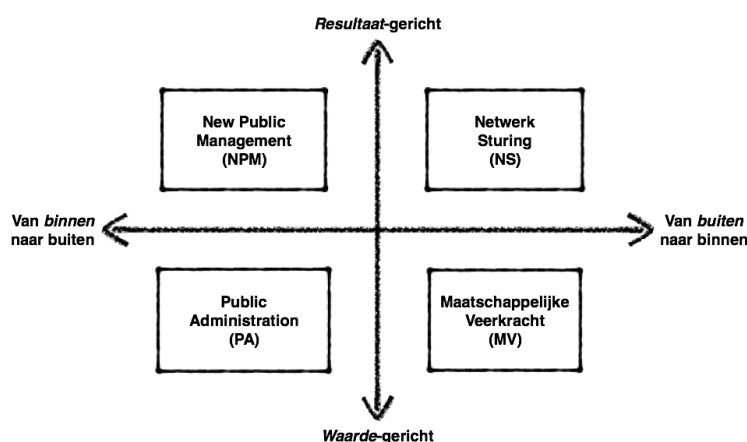 Resultaat-gericht
New Public
Management
(NPM)
Netwerk
Sturing
(NS)
Van binnen
naar buiten
Van buiten
naar binnen
Public
Administration
(PA)
Maatschappelijke
Veerkracht
(MV)
Waarde-gericht